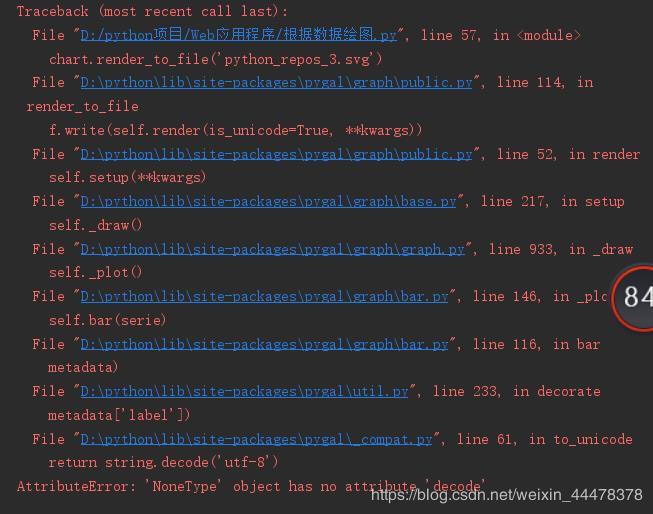 Traceback (most recent call last):
File "D:/python项目/Web应用程序/根据数据绘图.py", line 57, in <module>
chart.render_to_file('python_repos_3.svg')
File "D:\python\lib\site-packages\pygal\graph\public.py", line 114, in
render_to_file
f.write(self.render(is_unicode=True, **kwargs))
File "D:\python\lib\site-packages\pygal\graph\public.py", line 52, in render
self.setup(**kwargs)
File "D:\python\lib\site-packages\pygal\graph\base.py", line 217, in setup
self._draw()
File "D:\python\lib\site-packages\pygal\graph\graph.py", line 933, in _draw
self._plot()
File "D:\python\lib\site-packages\pygal\graph\bar.py", line 146, in _plo
84
self.bar(serie)
File "D:\python\lib\site-packages\pygal\graph\bar.py", line 116, in bar
metadata)
File "D:\python\lib\site-packages\pygal\util.py", line 233, in decorate
metadata['label'])
File "D:\python\lib\site-packages\pygal\_compat.py", line 61, in to_unicode
return string.decode('utf-8')
AttributeError: 'NoneType' object has no attribute 'decode'
https://blog.csdn.net/weixin_44478378